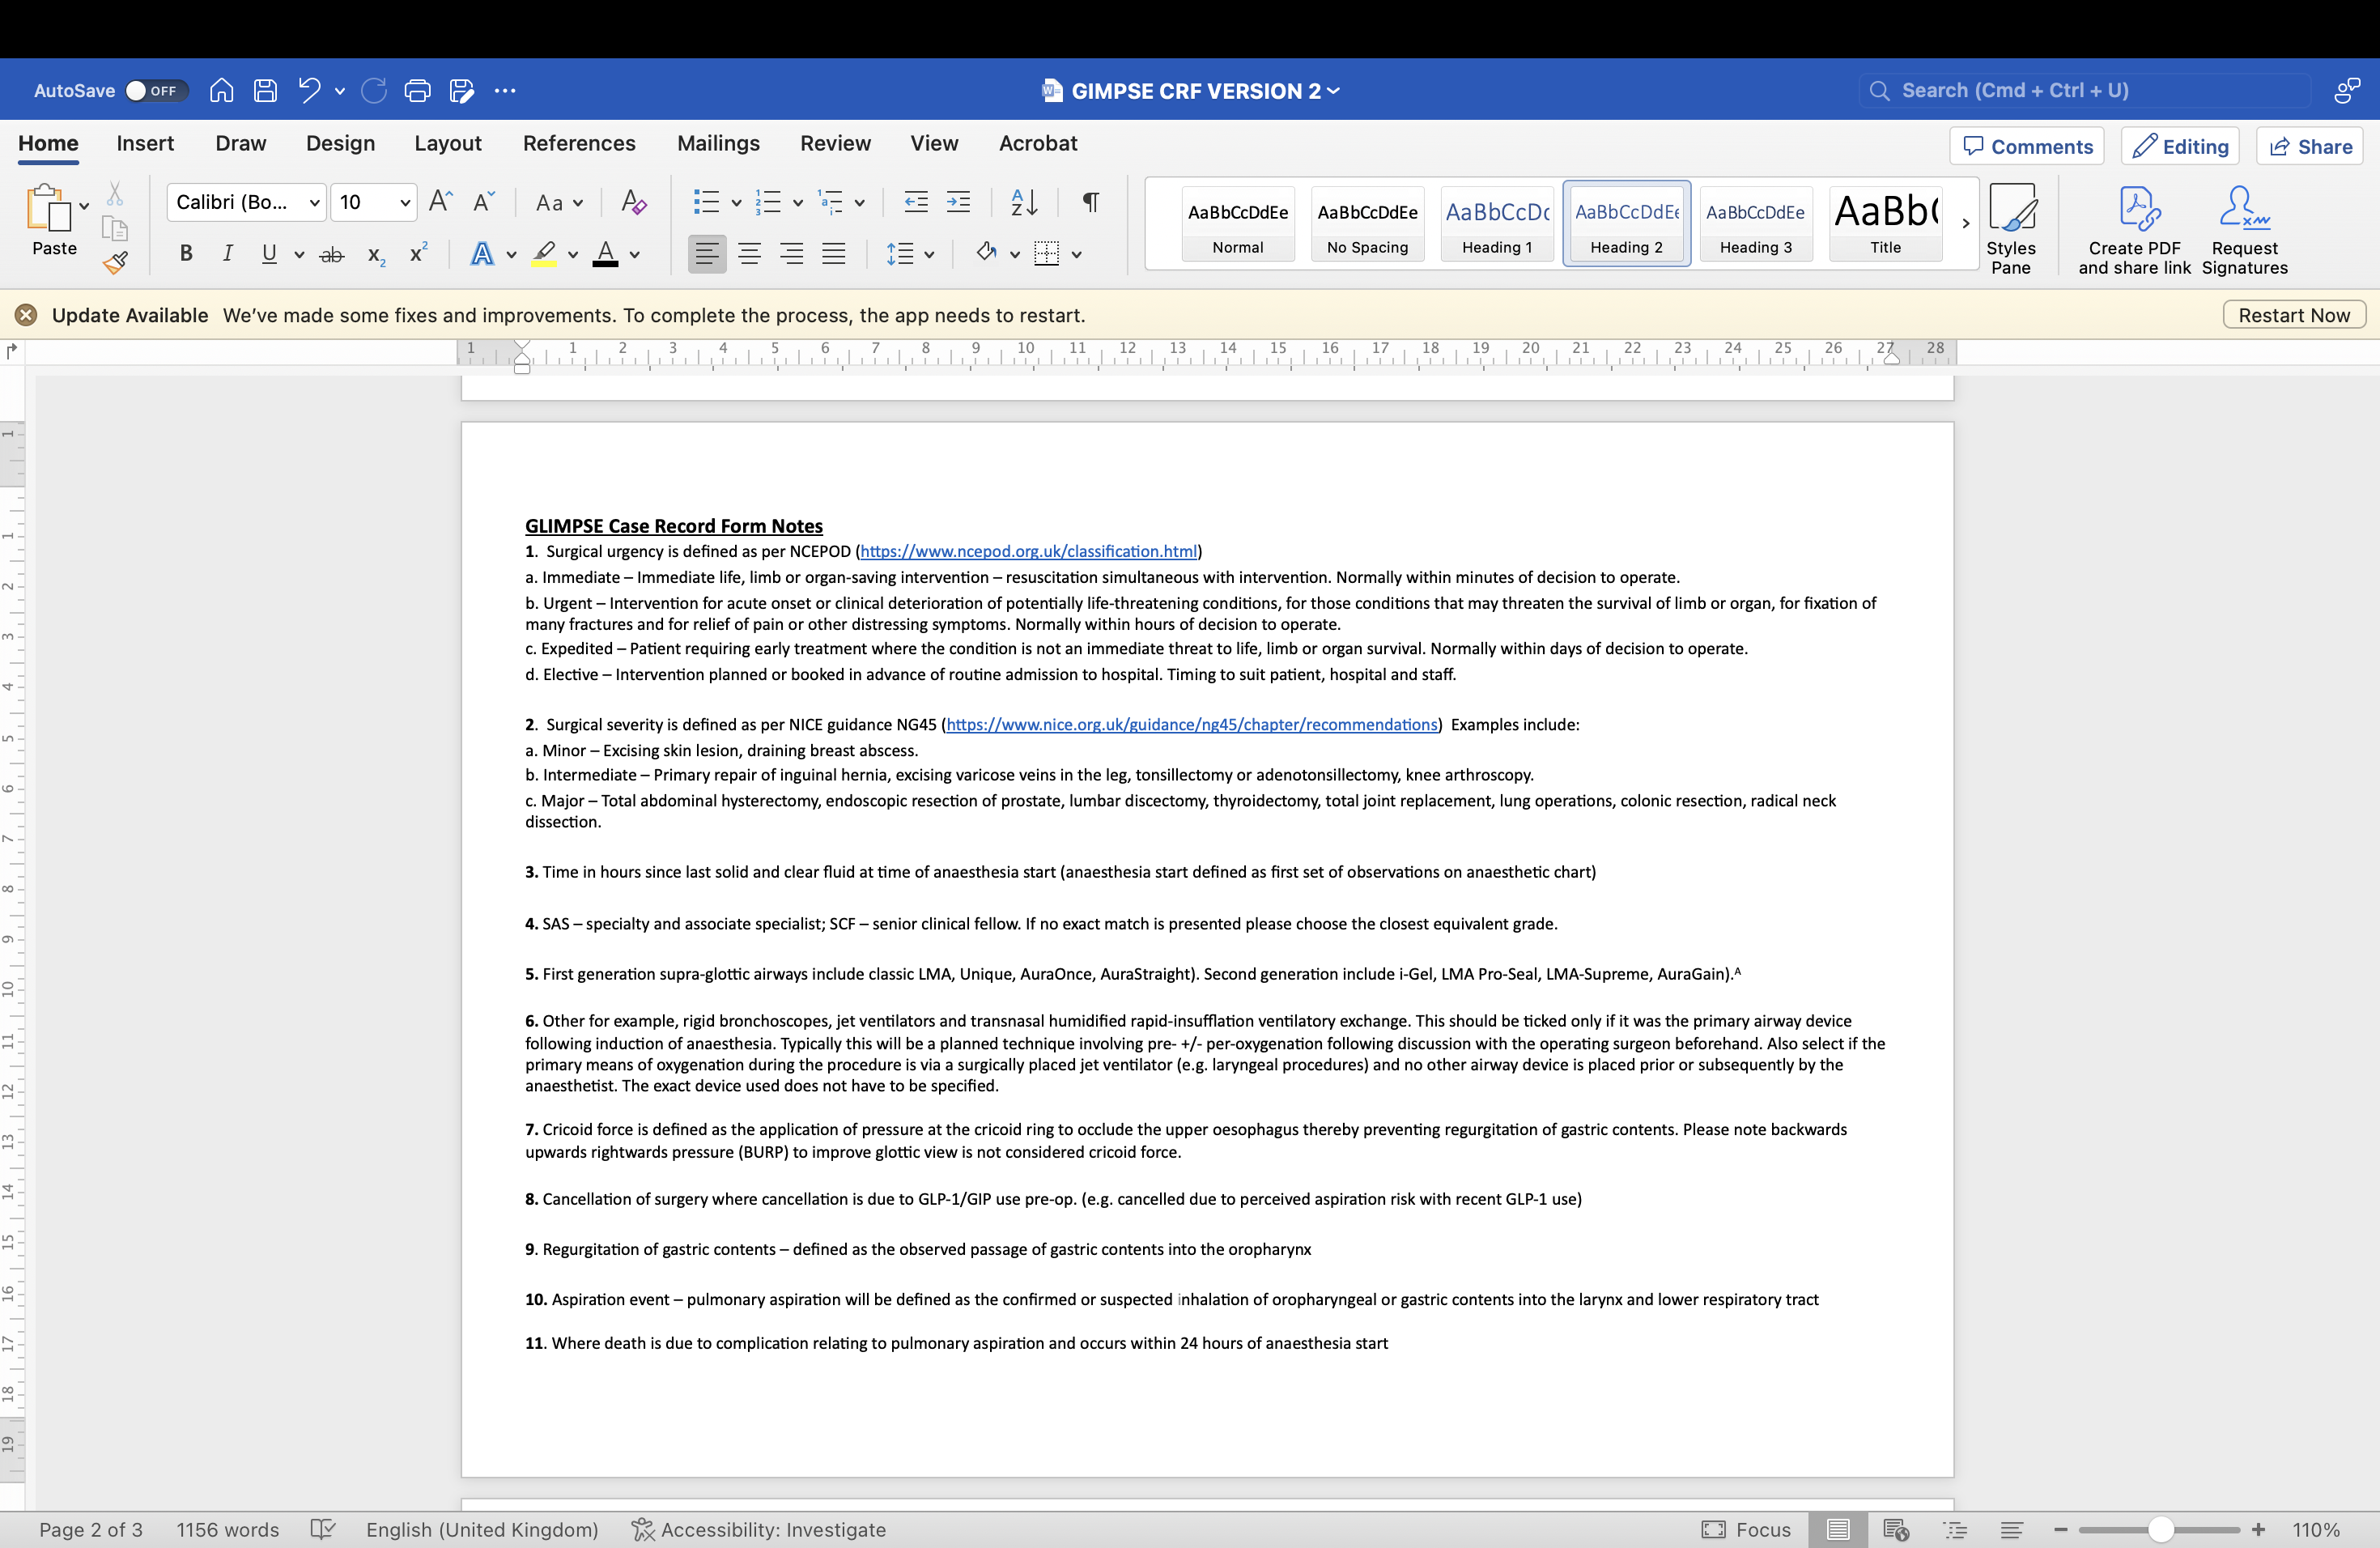 AutoSave OFF GIMPSE CRF VERSION 2 Search (Cmd + Ctrl + U)
Home Insert Draw Design Layout References Mailings Review View Acrobat Comments Editing Share
Paste
Calibri (Bo... 10
AaBbCcDdEe AaBbCcDdEe AaBbCcDc AaBbCcDdEe AaBbCcDdEe AaBb(
Normal No Spacing Heading 1 Heading 2 Heading 3 Title
Styles Pane
Create PDF and share link
Request Signatures
Update Available We've made some fixes and improvements. To complete the process, the app needs to restart. Restart Now
1 1 2 3 4 5 6 7 8 9 10 11 12 13 14 15 16 17 18 19 20 21 22 23 24 25 26 27 28
GLIMPSE Case Record Form Notes
1. Surgical urgency is defined as per NCEPOD (https://www.ncepod.org.uk/classification.html)
a. Immediate – Immediate life, limb or organ-saving intervention – resuscitation simultaneous with intervention. Normally within minutes of decision to operate.
b. Urgent – Intervention for acute onset or clinical deterioration of potentially life-threatening conditions, for those conditions that may threaten the survival of limb or organ, for fixation of
many fractures and for relief of pain or other distressing symptoms. Normally within hours of decision to operate.
c. Expedited – Patient requiring early treatment where the condition is not an immediate threat to life, limb or organ survival. Normally within days of decision to operate.
d. Elective – Intervention planned or booked in advance of routine admission to hospital. Timing to suit patient, hospital and staff.
2. Surgical severity is defined as per NICE guidance NG45 (https://www.nice.org.uk/guidance/ng45/chapter/recommendations) Examples include:
a. Minor – Excising skin lesion, draining breast abscess.
b. Intermediate – Primary repair of inguinal hernia, excising varicose veins in the leg, tonsillectomy or adenotonsillectomy, knee arthroscopy.
c. Major – Total abdominal hysterectomy, endoscopic resection of prostate, lumbar discectomy, thyroidectomy, total joint replacement, lung operations, colonic resection, radical neck
dissection.
3. Time in hours since last solid and clear fluid at time of anaesthesia start (anaesthesia start defined as first set of observations on anaesthetic chart)
4. SAS – specialty and associate specialist; SCF – senior clinical fellow. If no exact match is presented please choose the closest equivalent grade.
5. First generation supra-glottic airways include classic LMA, Unique, AuraOnce, AuraStraight). Second generation include i-Gel, LMA Pro-Seal, LMA-Supreme, AuraGain).ᴬ
6. Other for example, rigid bronchoscopes, jet ventilators and transnasal humidified rapid-insufflation ventilatory exchange. This should be ticked only if it was the primary airway device
following induction of anaesthesia. Typically this will be a planned technique involving pre- +/- per-oxygenation following discussion with the operating surgeon beforehand. Also select if the
primary means of oxygenation during the procedure is via a surgically placed jet ventilator (e.g. laryngeal procedures) and no other airway device is placed prior or subsequently by the
anaesthetist. The exact device used does not have to be specified.
7. Cricoid force is defined as the application of pressure at the cricoid ring to occlude the upper oesophagus thereby preventing regurgitation of gastric contents. Please note backwards
upwards rightwards pressure (BURP) to improve glottic view is not considered cricoid force.
8. Cancellation of surgery where cancellation is due to GLP-1/GIP use pre-op. (e.g. cancelled due to perceived aspiration risk with recent GLP-1 use)
9. Regurgitation of gastric contents – defined as the observed passage of gastric contents into the oropharynx
10. Aspiration event – pulmonary aspiration will be defined as the confirmed or suspected inhalation of oropharyngeal or gastric contents into the larynx and lower respiratory tract
11. Where death is due to complication relating to pulmonary aspiration and occurs within 24 hours of anaesthesia start
Page 2 of 3 1156 words English (United Kingdom) Accessibility: Investigate Focus 110%